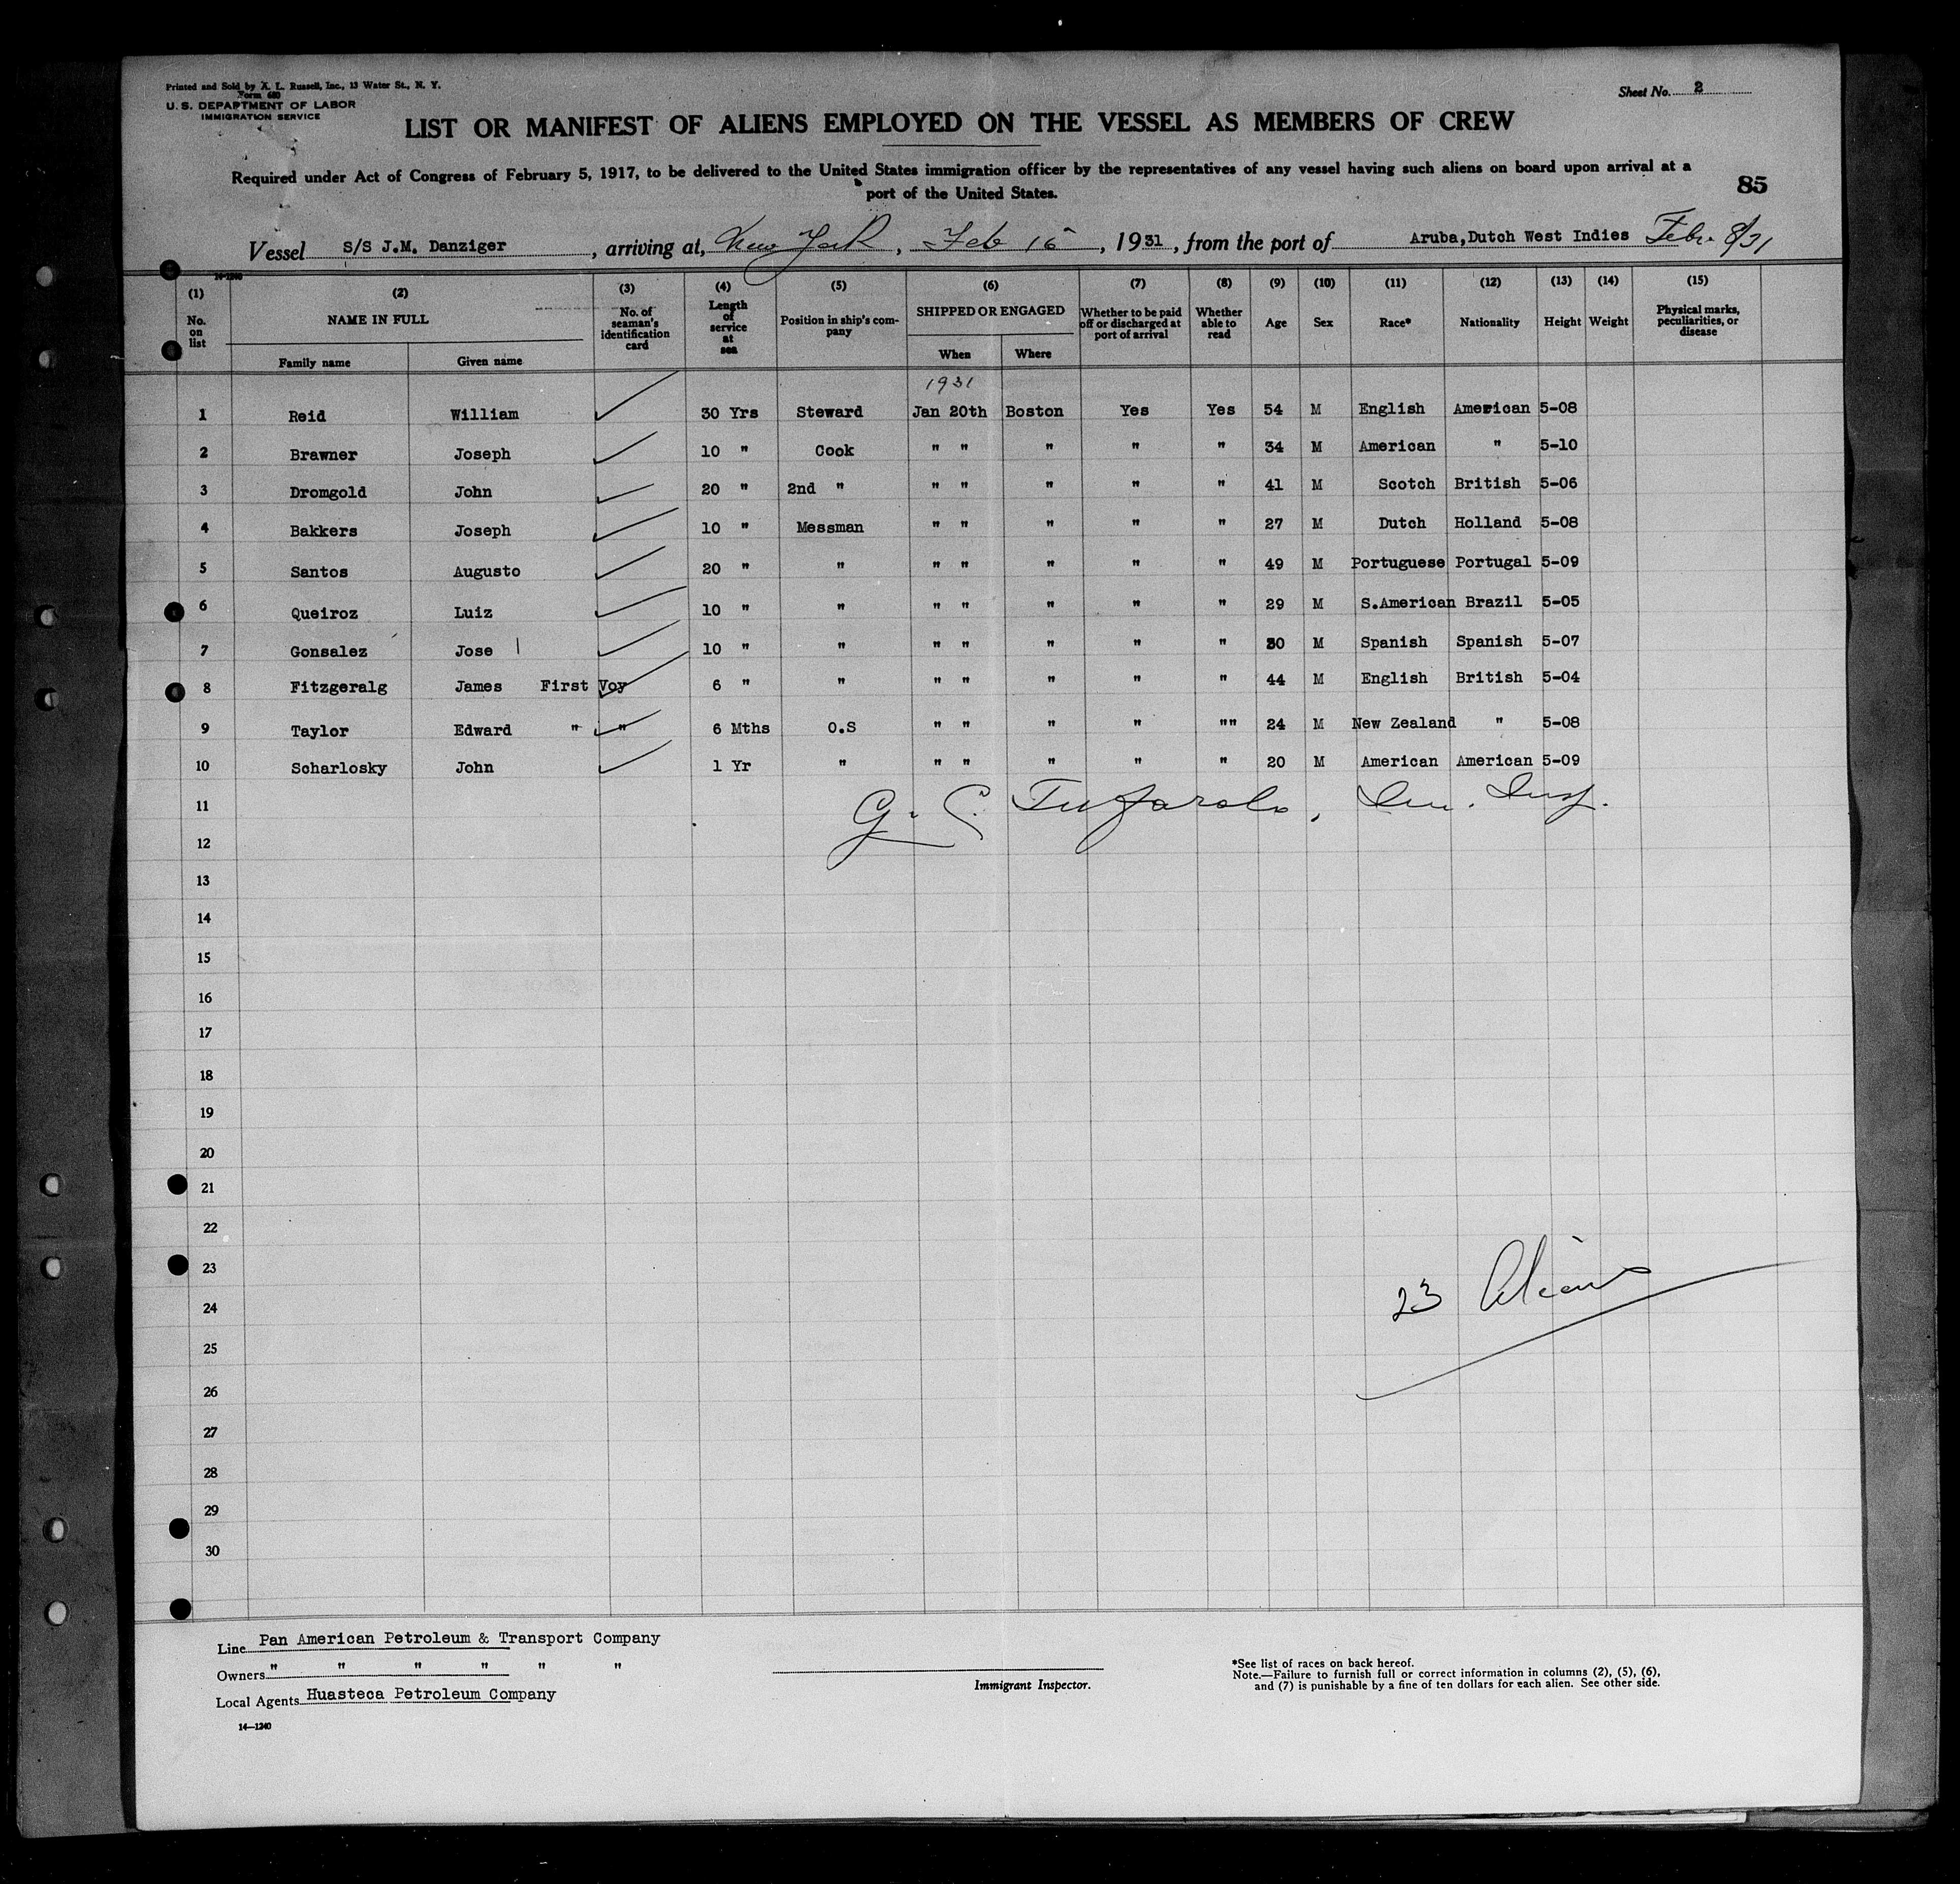 Printed and Sold by X. L. Russell, Inc., 13 Water St., N. Y.
Form 680
U. S. DEPARTMENT OF LABOR
IMMIGRATION SERVICE
Sheet No. 2
LIST OR MANIFEST OF ALIENS EMPLOYED ON THE VESSEL AS MEMBERS OF CREW
Required under Act of Congress of February 5, 1917, to be delivered to the United States immigration officer by the representatives of any vessel having such aliens on board upon arrival at a
port of the United States.
85
Vessel S/S J.M. Danziger, arriving at, New York, Feb 15, 1931, from the port of Aruba,Dutch West Indies Febr. 8/31
14-1240
(1) (2) (3) (4) (5) (6) (7) (8) (9) (10) (11) (12) (13) (14) (15)
No. on list NAME IN FULL No. of seaman's identification card Length of service at sea Position in ship's company SHIPPED OR ENGAGED Whether to be paid off or discharged at port of arrival Whether able to read Age Sex Race* Nationality Height Weight Physical marks, peculiarities, or disease
Family name Given name When Where
1931
1 Reid William 30 Yrs Steward Jan 20th Boston Yes Yes 54 M English American 5-08
2 Brawner Joseph 10 " Cook " " " " " 34 M American " 5-10
3 Dromgold John 20 " 2nd " " " " " " 41 M Scotch British 5-06
4 Bakkers Joseph 10 " Messman " " " " " 27 M Dutch Holland 5-08
5 Santos Augusto 20 " " " " " " " 49 M Portuguese Portugal 5-09
6 Queiroz Luiz 10 " " " " " " " 29 M S.American Brazil 5-05
7 Gonsalez Jose 10 " " " " " " " 30 M Spanish Spanish 5-07
8 Fitzgeralg James First Voy 6 " " " " " " " 44 M English British 5-04
9 Taylor Edward " " 6 Mths O.S " " " " "" 24 M New Zealand " 5-08
10 Scharlosky John 1 Yr " " " " " " 20 M American American 5-09
11
G. C. Tufarolo, Im. Insp.
12
13
14
15
16
17
18
19
20
21
22
23
23 Aliens
24
25
26
27
28
29
30
Line Pan American Petroleum & Transport Company
Owners " " " " " "
Local Agents Huasteca Petroleum Company
14—1240
Immigrant Inspector.
*See list of races on back hereof.
Note.—Failure to furnish full or correct information in columns (2), (5), (6),
and (7) is punishable by a fine of ten dollars for each alien. See other side.